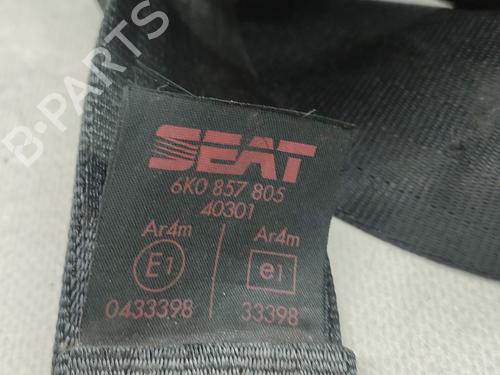 B-PARTS
SEAT
6K0 857 805
40301
Ar4m Ar4m
E1 e1
0433398 33398